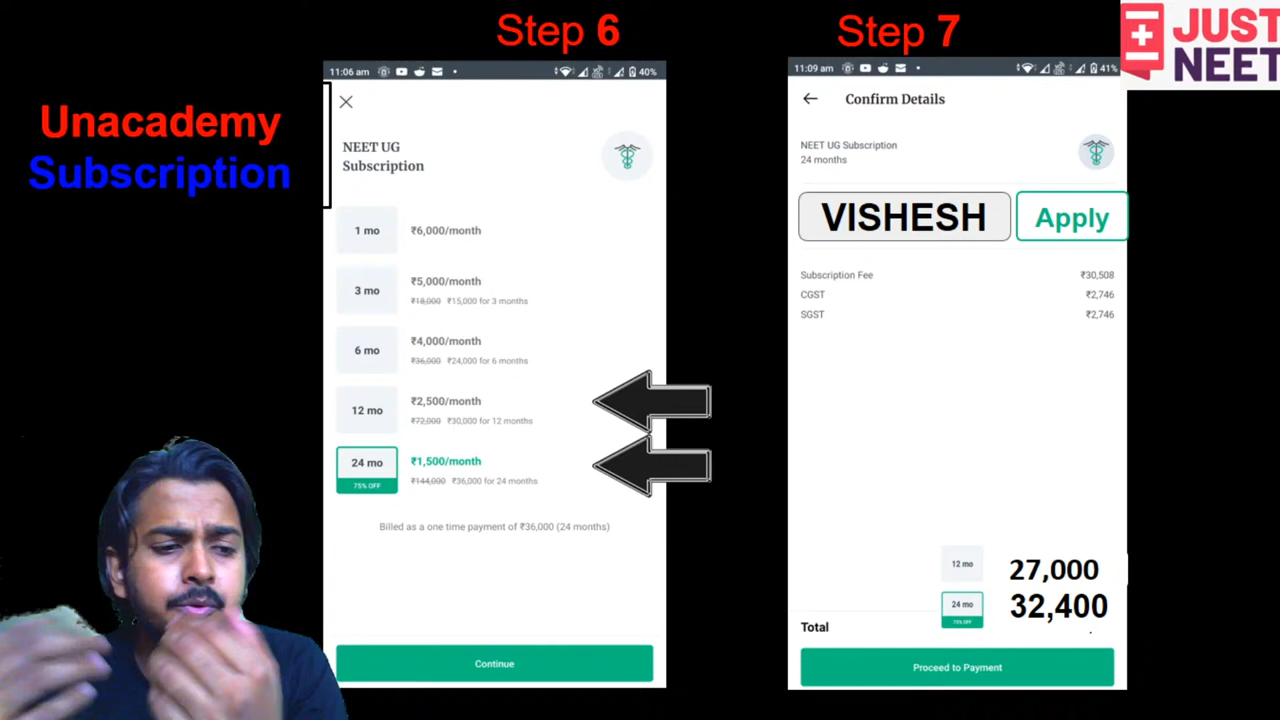 Step 6
Step 7
JUST
NEET
Unacademy
Subscription
11:06 am
40%
NEET UG
Subscription
1 mo
₹6,000/month
3 mo
₹5,000/month
₹18,000 ₹15,000 for 3 months
6 mo
₹4,000/month
₹36,000 ₹24,000 for 6 months
12 mo
₹2,500/month
₹72,000 ₹30,000 for 12 months
24 mo
75% OFF
₹1,500/month
₹144,000 ₹36,000 for 24 months
Billed as a one time payment of ₹36,000 (24 months)
Continue
11:09 am
41%
Confirm Details
NEET UG Subscription
24 months
VISHESH
Apply
Subscription Fee ₹30,508
CGST ₹2,746
SGST ₹2,746
12 mo 27,000
24 mo 32,400
75% OFF
Total
Proceed to Payment